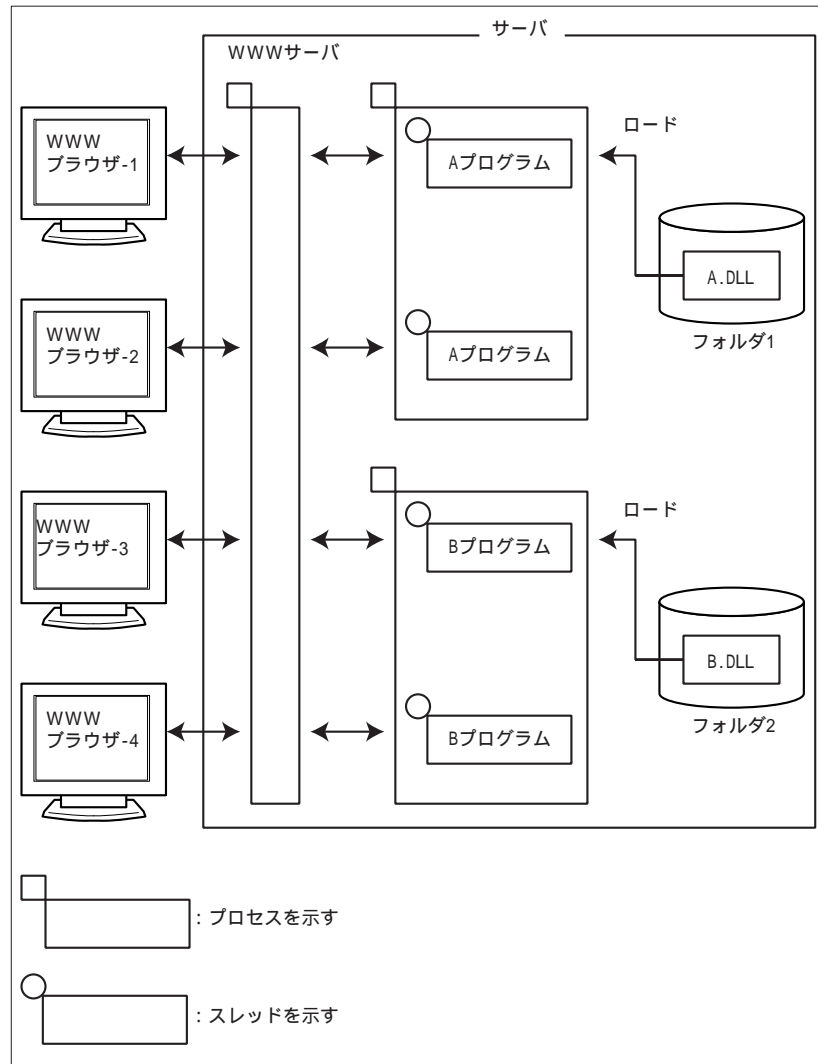 サーバ
WWWサーバ
WWW
ブラウザ-1
Aプログラム
ロード
A.DLL
フォルダ1
WWW
ブラウザ-2
Aプログラム
WWW
ブラウザ-3
Bプログラム
ロード
B.DLL
フォルダ2
WWW
ブラウザ-4
Bプログラム
:プロセスを示す
:スレッドを示す